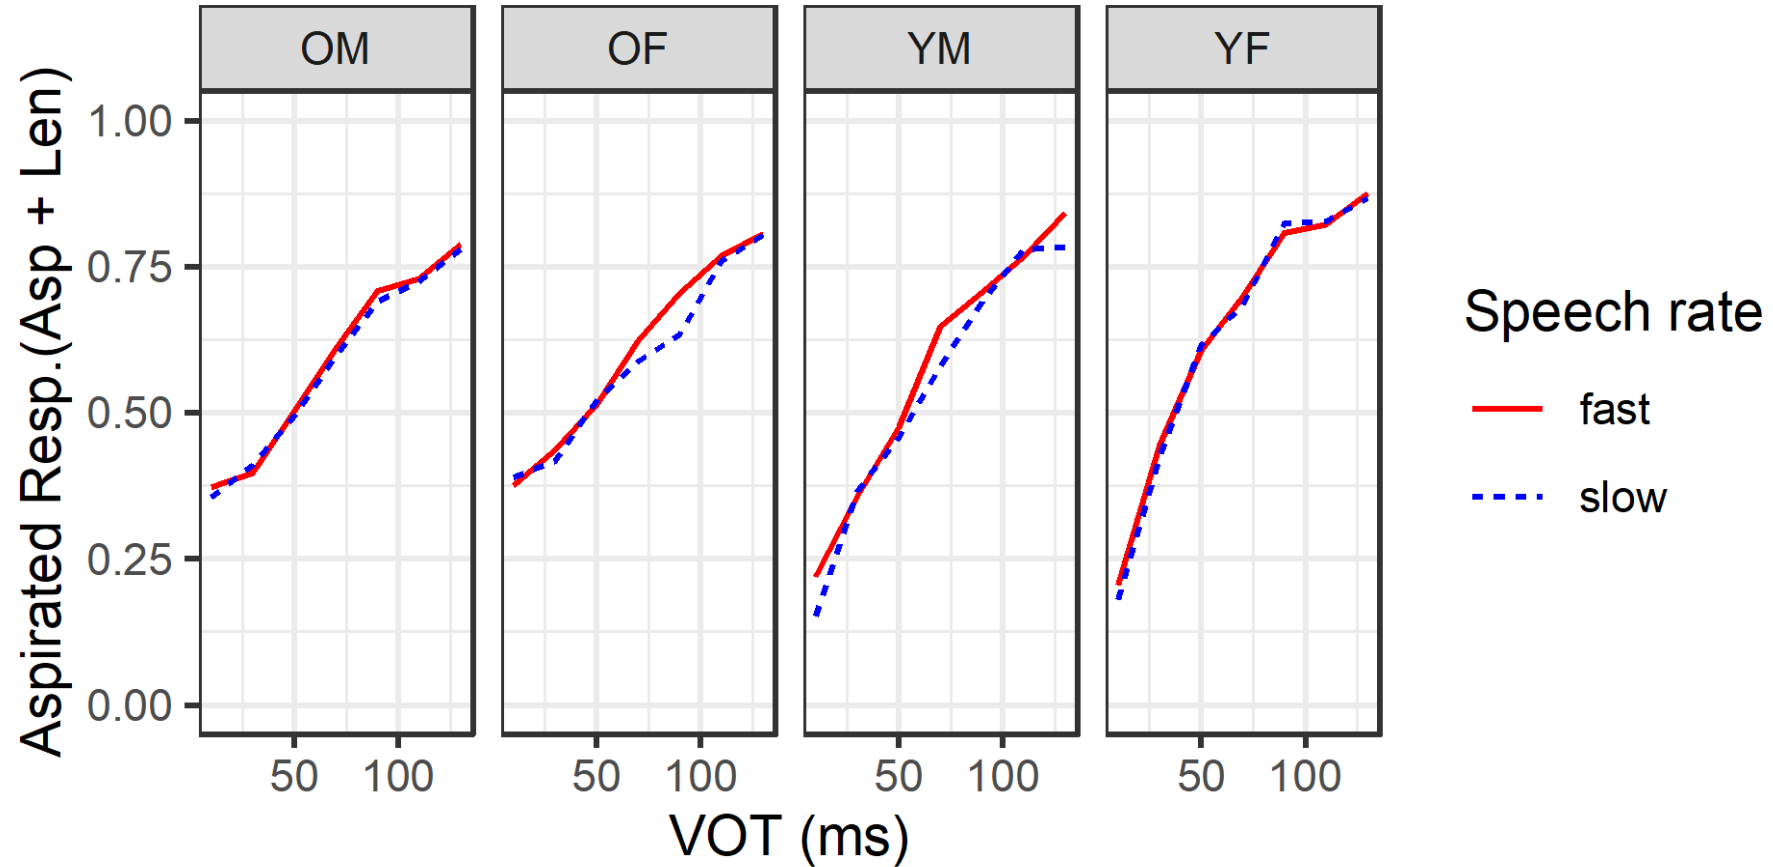 OM
OF
YM
YF
Aspirated Resp.(Asp + Len)
1.00
0.75
0.50
0.25
0.00
50 100
50 100
50 100
50 100
VOT (ms)
Speech rate
fast
slow